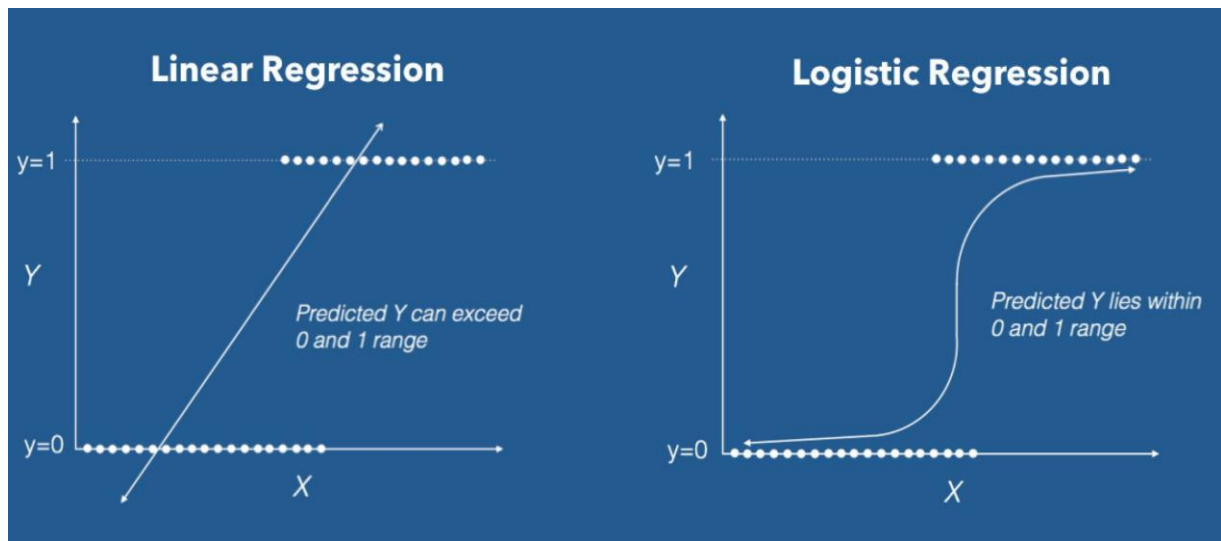 Linear Regression
y=1
Y
Predicted Y can exceed
0 and 1 range
y=0
X
Logistic Regression
y=1
Y
Predicted Y lies within
0 and 1 range
y=0
X